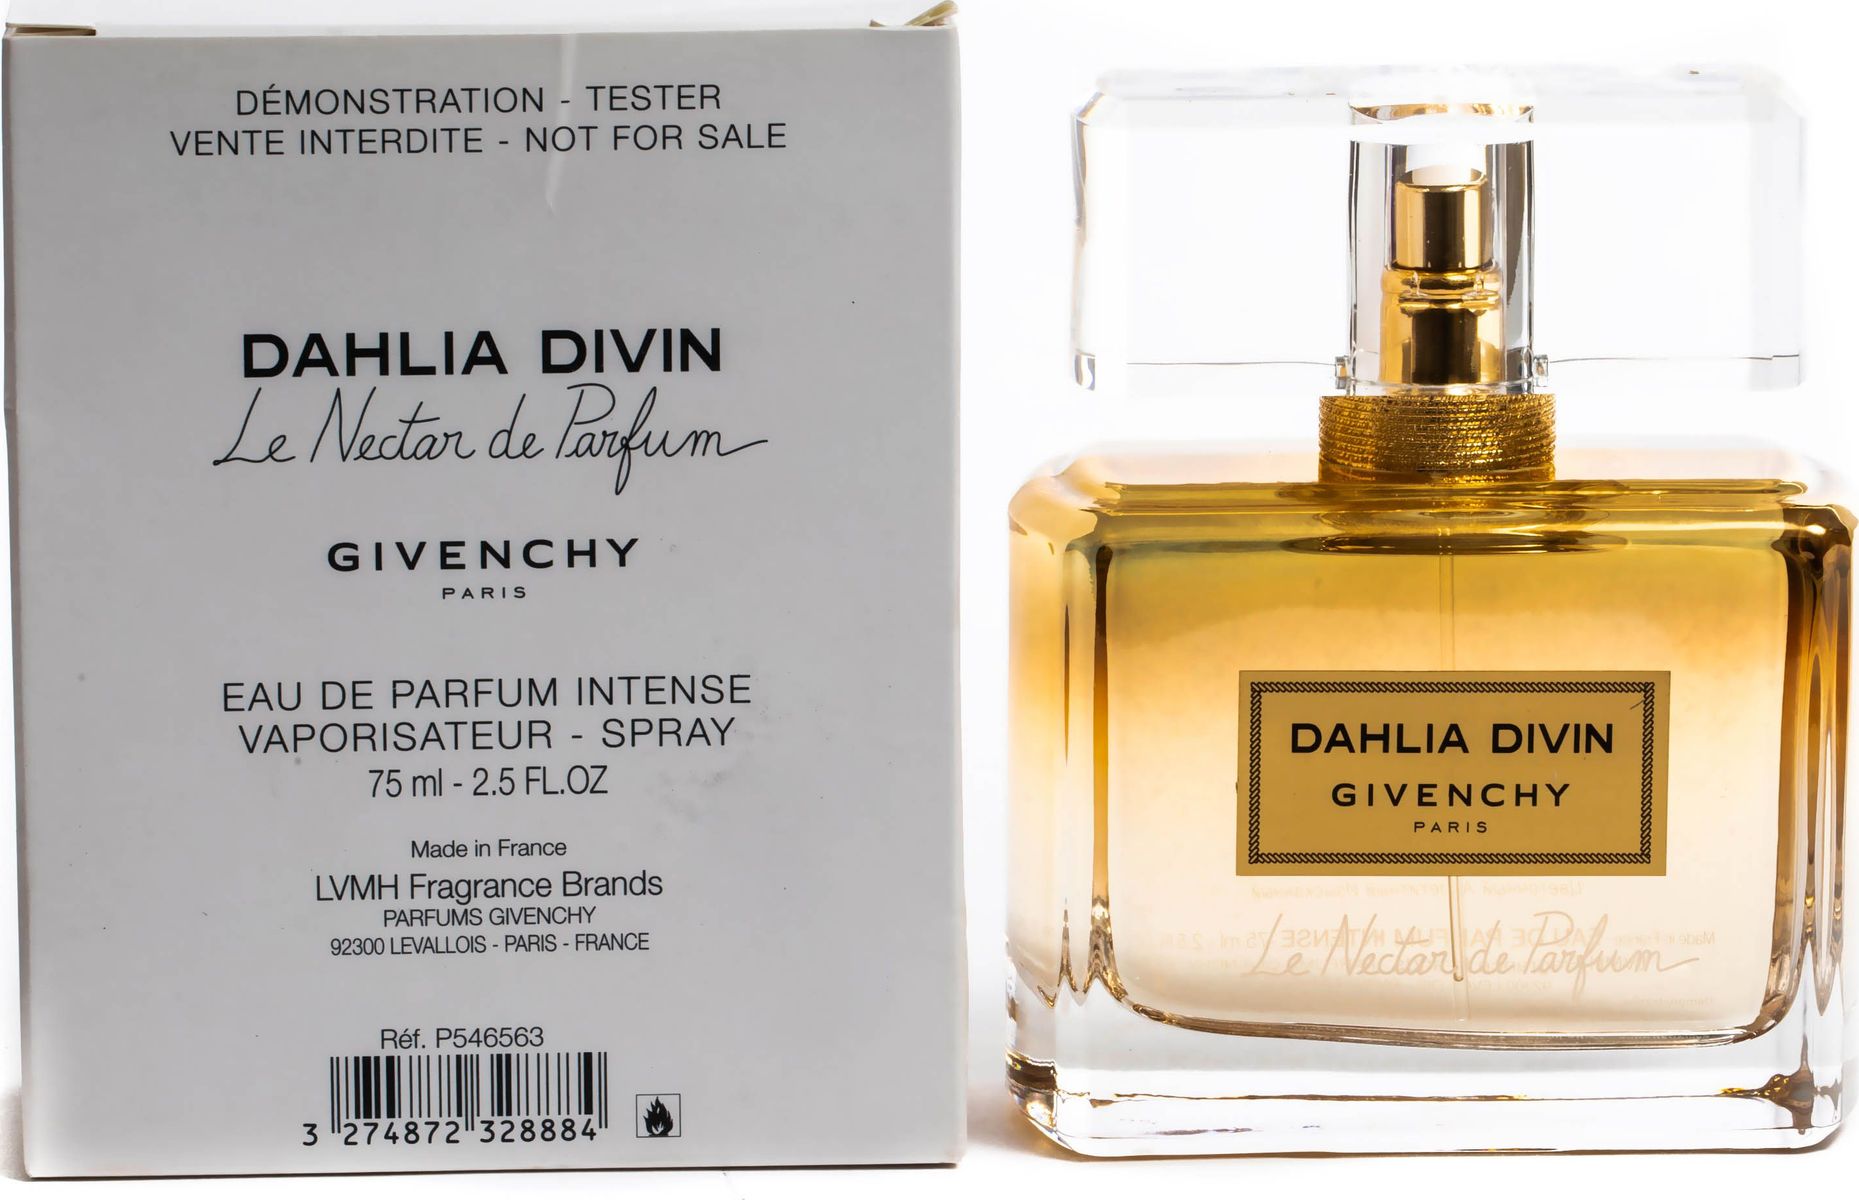 DÉMONSTRATION - TESTER
VENTE INTERDITE - NOT FOR SALE
DAHLIA DIVIN
Le Nectar de Parfum
GIVENCHY
PARIS
EAU DE PARFUM INTENSE
VAPORISATEUR - SPRAY
75 ml - 2.5 FL.OZ
Made in France
LVMH Fragrance Brands
PARFUMS GIVENCHY
92300 LEVALLOIS - PARIS - FRANCE
Réf. P546563
3 274872 328884
DAHLIA DIVIN
GIVENCHY
PARIS
Le Nectar de Parfum